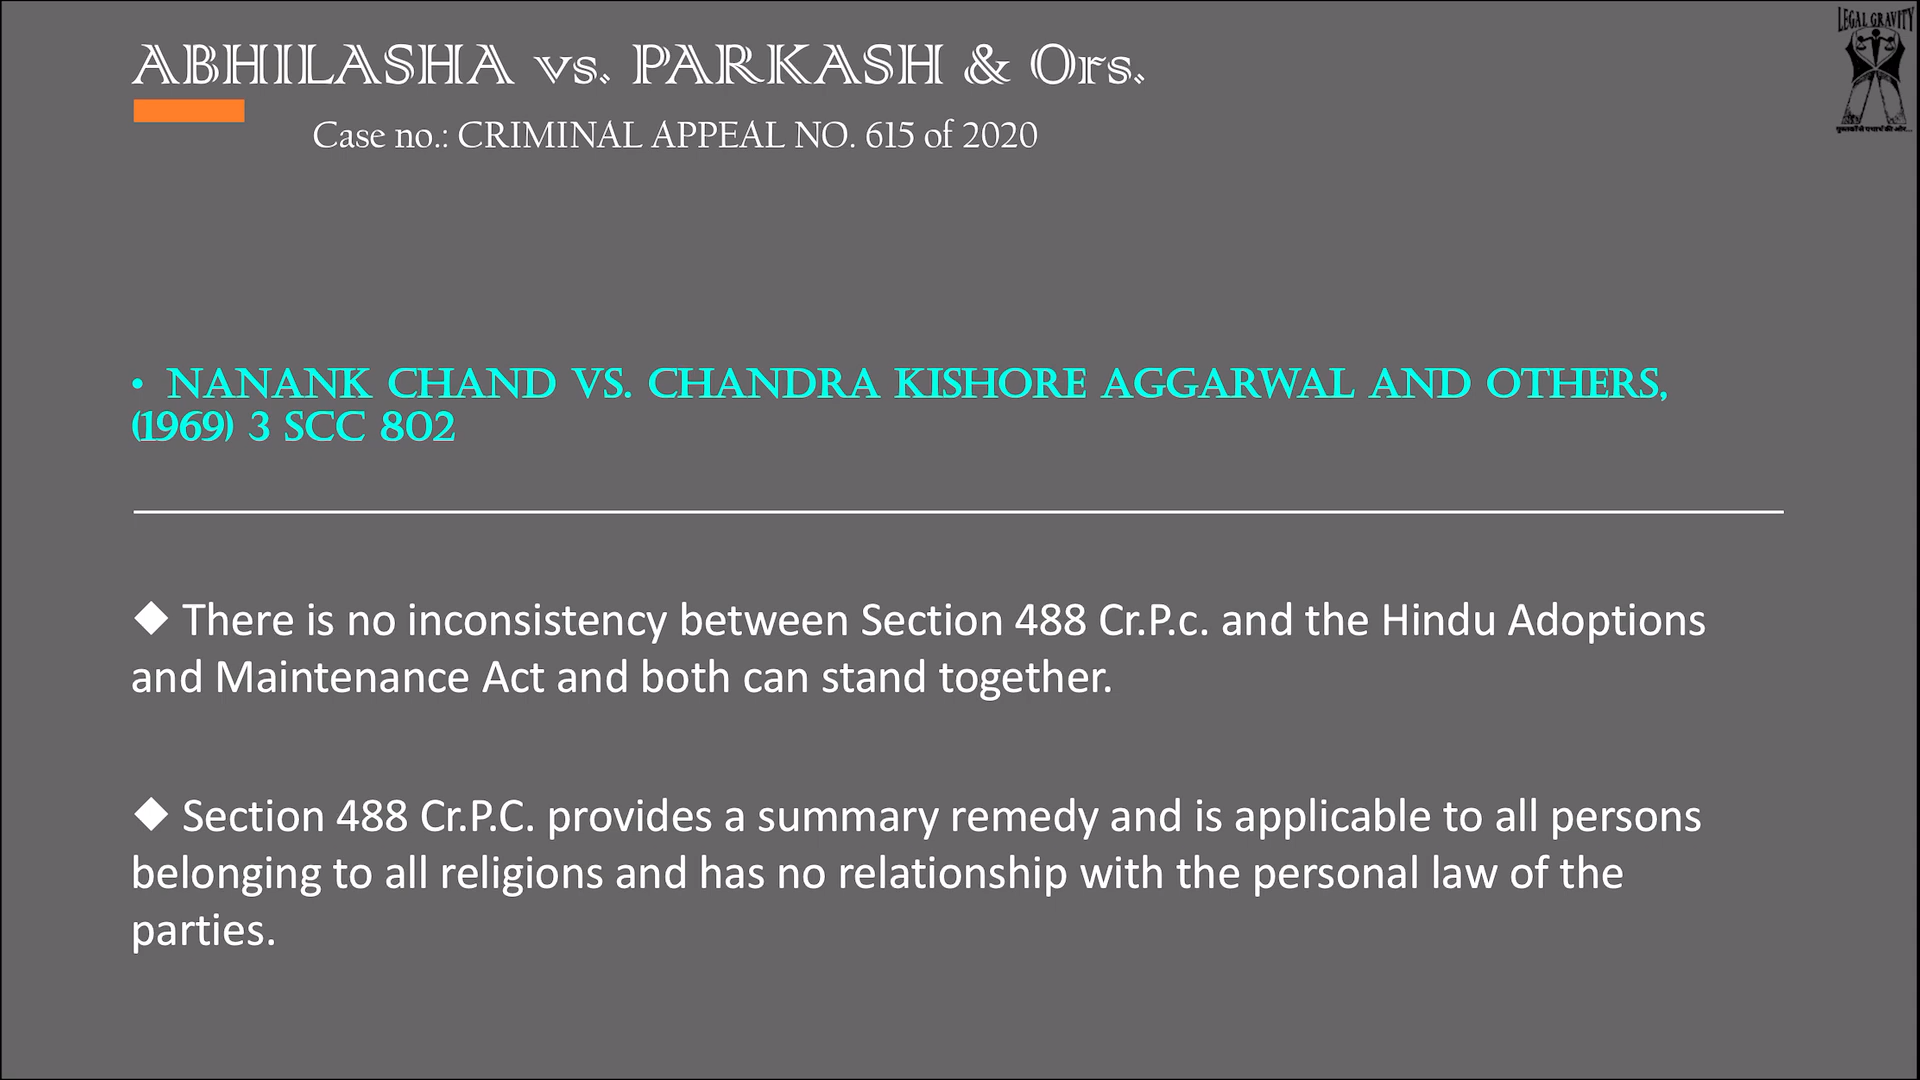 ABHILASHA vs. PARKASH & Ors.
LEGAL GRAVITY
Case no.: CRIMINAL APPEAL NO. 615 of 2020
• NANANK CHAND VS. CHANDRA KISHORE AGGARWAL AND OTHERS,
(1969) 3 SCC 802
◆ There is no inconsistency between Section 488 Cr.P.c. and the Hindu Adoptions
and Maintenance Act and both can stand together.
◆ Section 488 Cr.P.C. provides a summary remedy and is applicable to all persons
belonging to all religions and has no relationship with the personal law of the
parties.